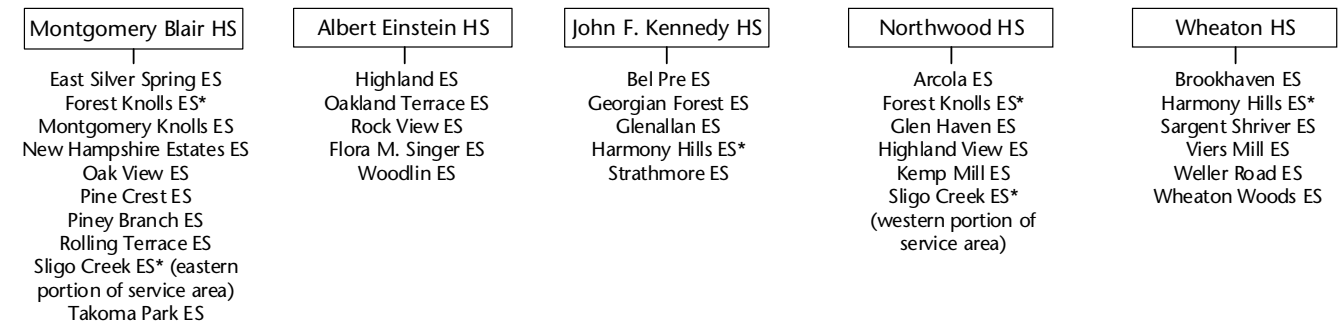 Montgomery Blair HS
East Silver Spring ES
Forest Knolls ES*
Montgomery Knolls ES
New Hampshire Estates ES
Oak View ES
Pine Crest ES
Piney Branch ES
Rolling Terrace ES
Sligo Creek ES* (eastern
portion of service area)
Takoma Park ES
Albert Einstein HS
Highland ES
Oakland Terrace ES
Rock View ES
Flora M. Singer ES
Woodlin ES
John F. Kennedy HS
Bel Pre ES
Georgian Forest ES
Glenallan ES
Harmony Hills ES*
Strathmore ES
Northwood HS
Arcola ES
Forest Knolls ES*
Glen Haven ES
Highland View ES
Kemp Mill ES
Sligo Creek ES*
(western portion of
service area)
Wheaton HS
Brookhaven ES
Harmony Hills ES*
Sargent Shriver ES
Viers Mill ES
Weller Road ES
Wheaton Woods ES